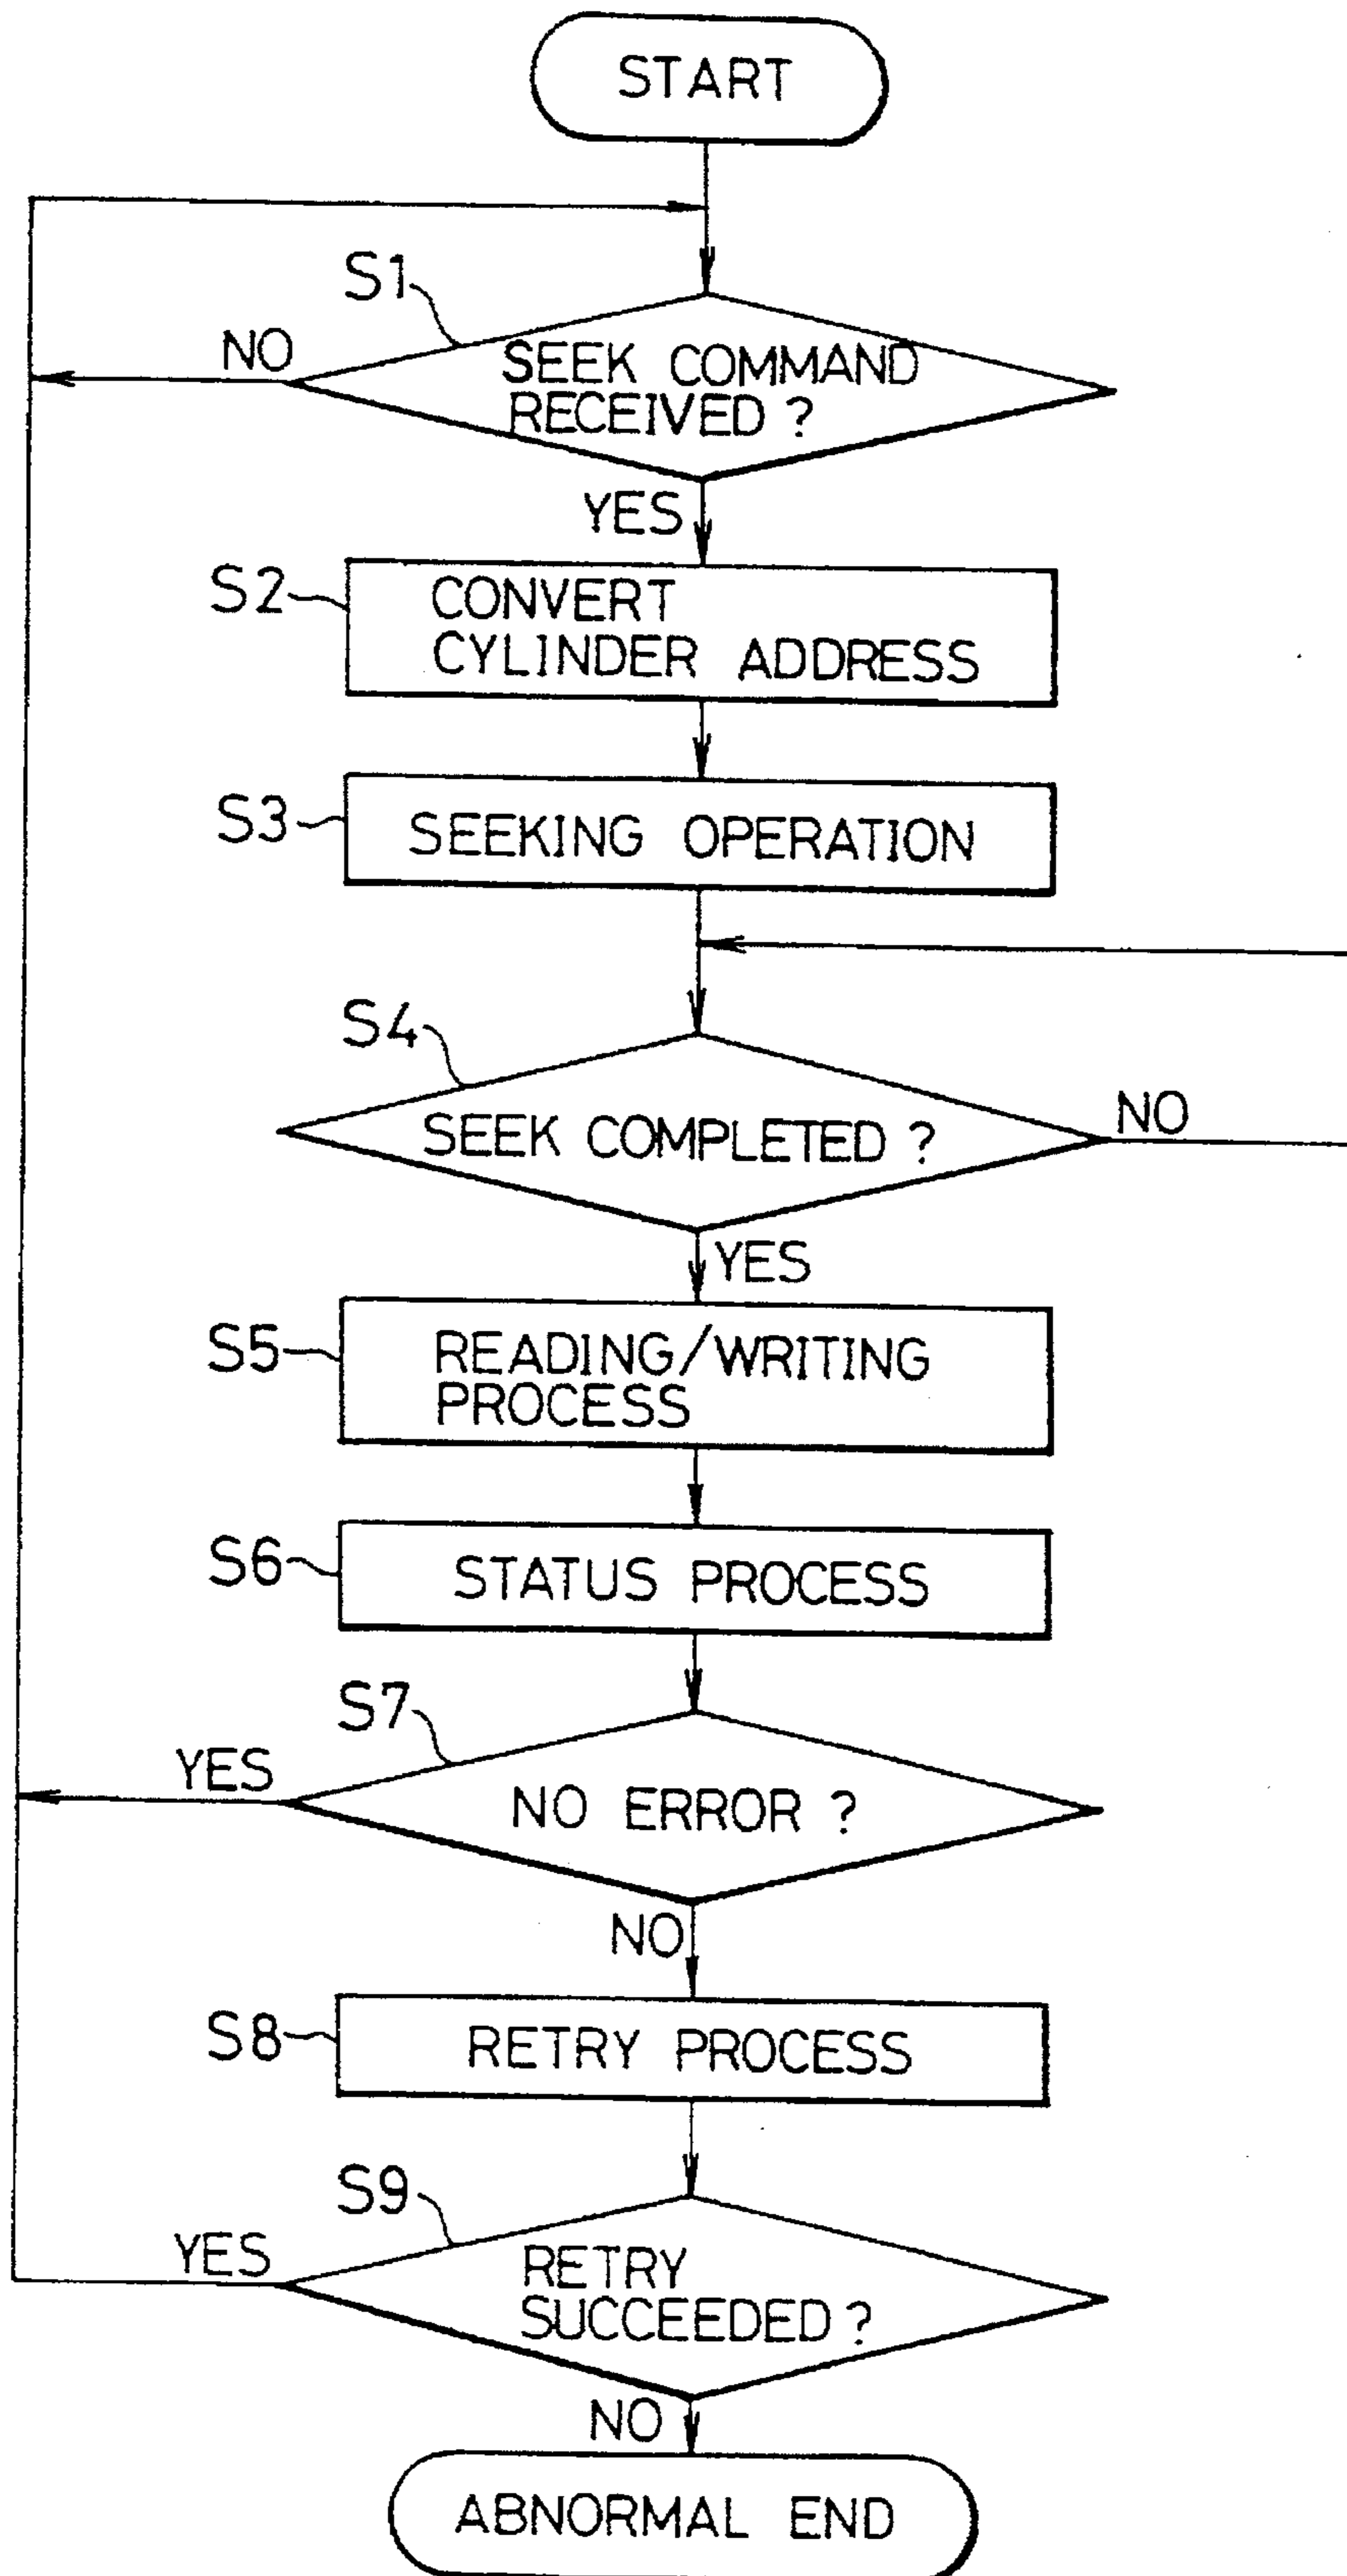 START
S1
NO
SEEK COMMAND
RECEIVED ?
YES
S2
CONVERT
CYLINDER ADDRESS
S3
SEEKING OPERATION
S4
SEEK COMPLETED ?
NO
YES
S5
READING/WRITING
PROCESS
S6
STATUS PROCESS
S7
YES
NO ERROR ?
NO
S8
RETRY PROCESS
S9
YES
RETRY
SUCCEEDED ?
NO
ABNORMAL END